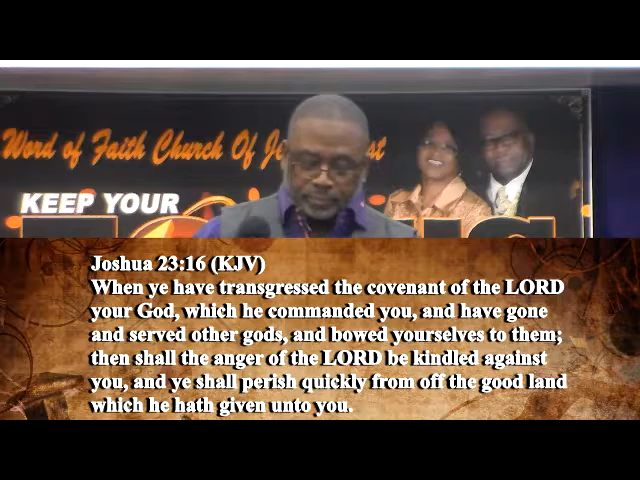 Word of Faith Church Of
KEEP YOUR
Joshua 23:16 (KJV)
When ye have transgressed the covenant of the LORD
your God, which he commanded you, and have gone
and served other gods, and bowed yourselves to them;
then shall the anger of the LORD be kindled against
you, and ye shall perish quickly from off the good land
which he hath given unto you.